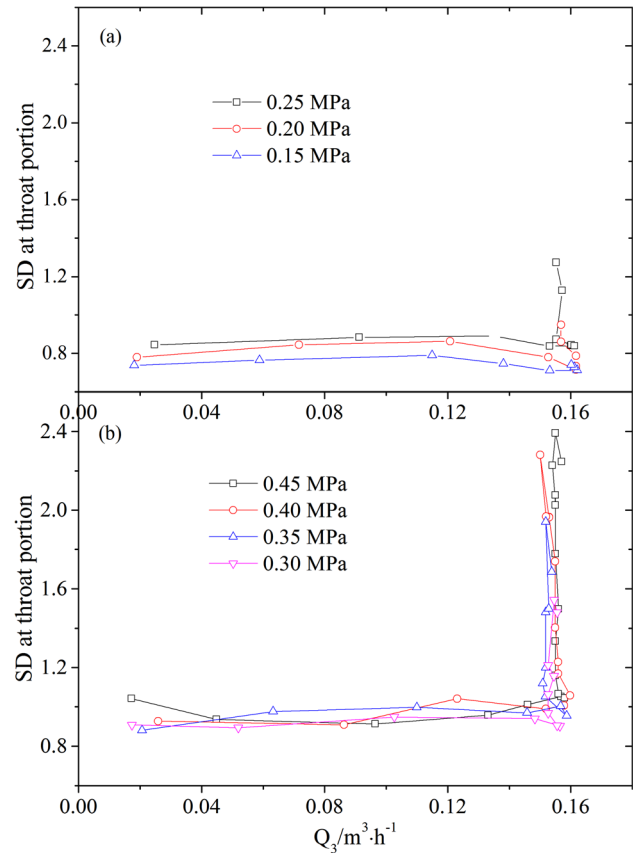 (a)
2.4
2.0
1.6
1.2
0.8
SD at throat portion
0.25 MPa
0.20 MPa
0.15 MPa
0.00 0.04 0.08 0.12 0.16
(b)
2.4
2.0
1.6
1.2
0.8
SD at throat portion
0.45 MPa
0.40 MPa
0.35 MPa
0.30 MPa
0.00 0.04 0.08 0.12 0.16
Q₃/m³·h⁻¹